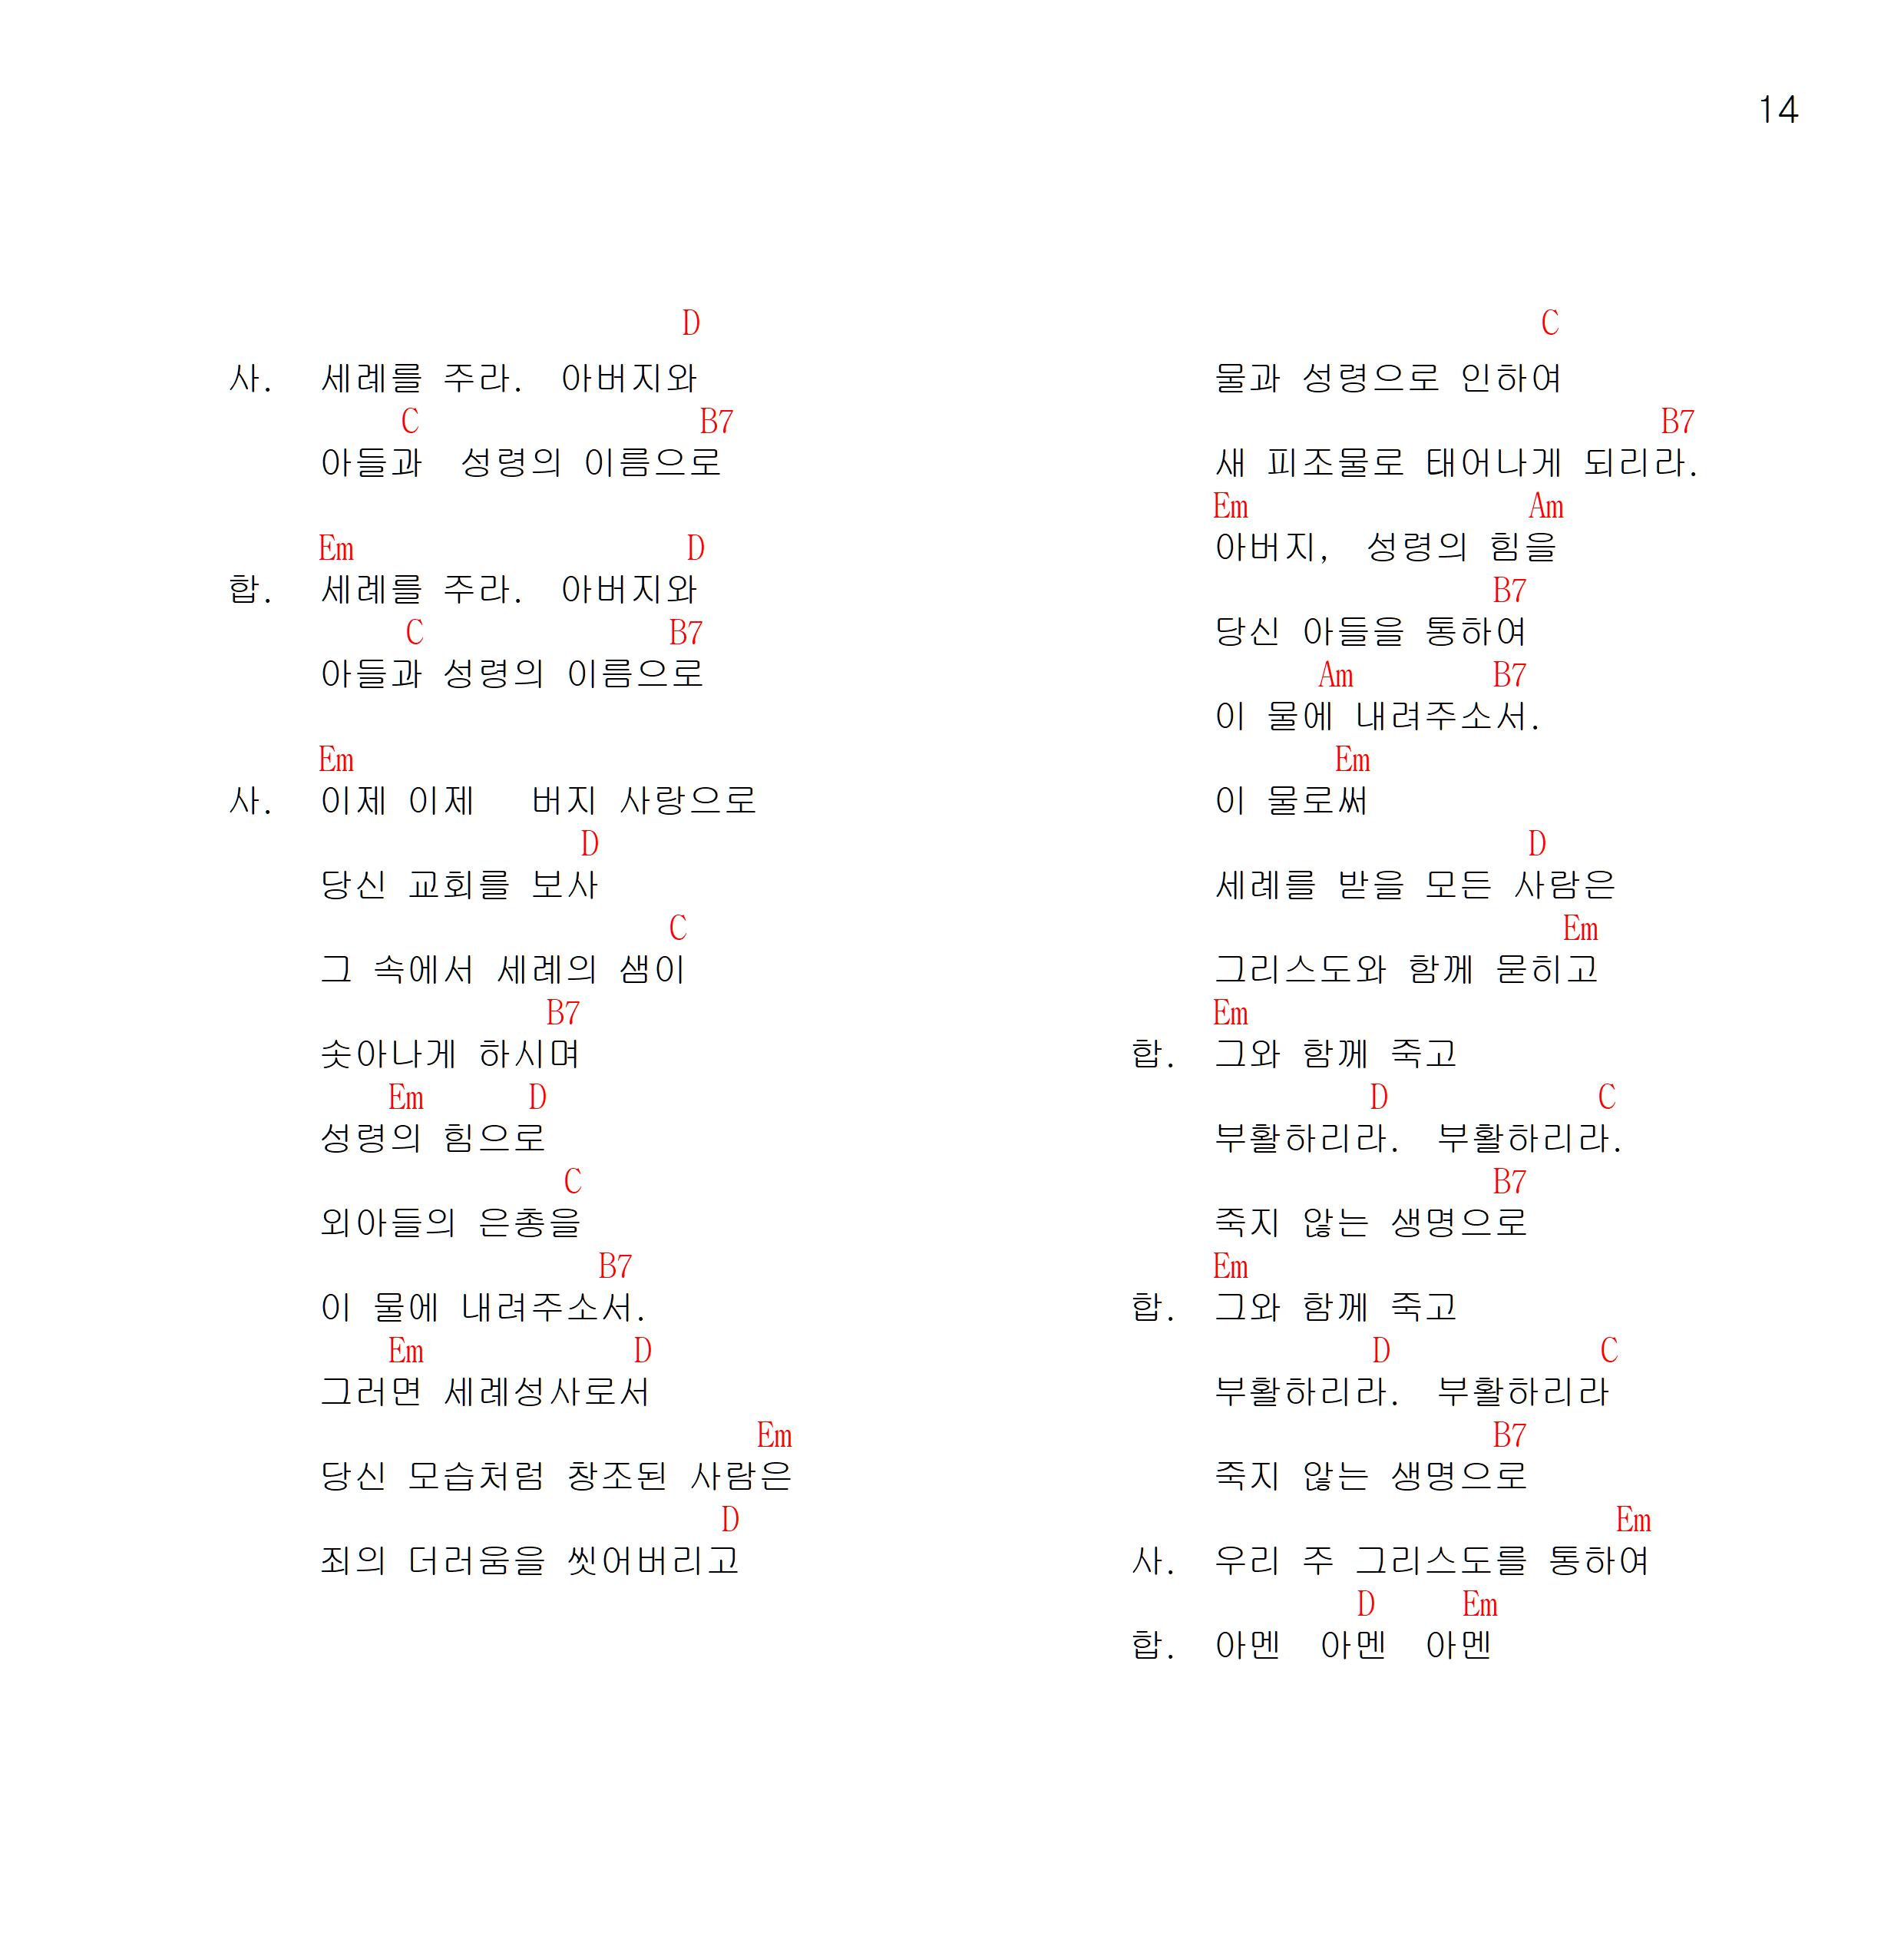 14
D
사. 세례를 주라. 아버지와
C B7
아들과 성령의 이름으로
Em D
합. 세례를 주라. 아버지와
C B7
아들과 성령의 이름으로
Em
사. 이제 이제 버지 사랑으로
D
당신 교회를 보사
C
그 속에서 세례의 샘이
B7
솟아나게 하시며
Em D
성령의 힘으로
C
외아들의 은총을
B7
이 물에 내려주소서.
Em D
그러면 세례성사로서
Em
당신 모습처럼 창조된 사람은
D
죄의 더러움을 씻어버리고
C
물과 성령으로 인하여
B7
새 피조물로 태어나게 되리라.
Em Am
아버지, 성령의 힘을
B7
당신 아들을 통하여
Am B7
이 물에 내려주소서.
Em
이 물로써
D
세례를 받을 모든 사람은
Em
그리스도와 함께 묻히고
Em
합. 그와 함께 죽고
D C
부활하리라. 부활하리라.
B7
죽지 않는 생명으로
Em
합. 그와 함께 죽고
D C
부활하리라. 부활하리라
B7
죽지 않는 생명으로
Em
사. 우리 주 그리스도를 통하여
D Em
합. 아멘 아멘 아멘